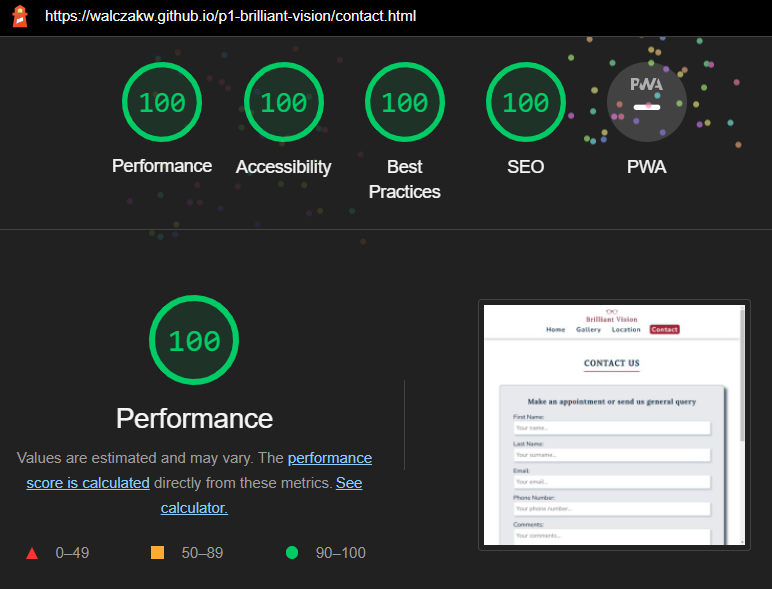 https://walczakw.github.io/p1-brilliant-vision/contact.html
100 100 100 100 PWA
Performance Accessibility Best Practices SEO PWA
100
Performance
Values are estimated and may vary. The performance
score is calculated directly from these metrics. See
calculator.
0–49 50–89 90–100
Brilliant Vision
Home Gallery Location Contact
CONTACT US
Make an appointment or send us general query
First Name:
Your name...
Last Name:
Your surname...
Email:
Your email...
Phone Number:
Your phone number...
Comments:
Your comments...